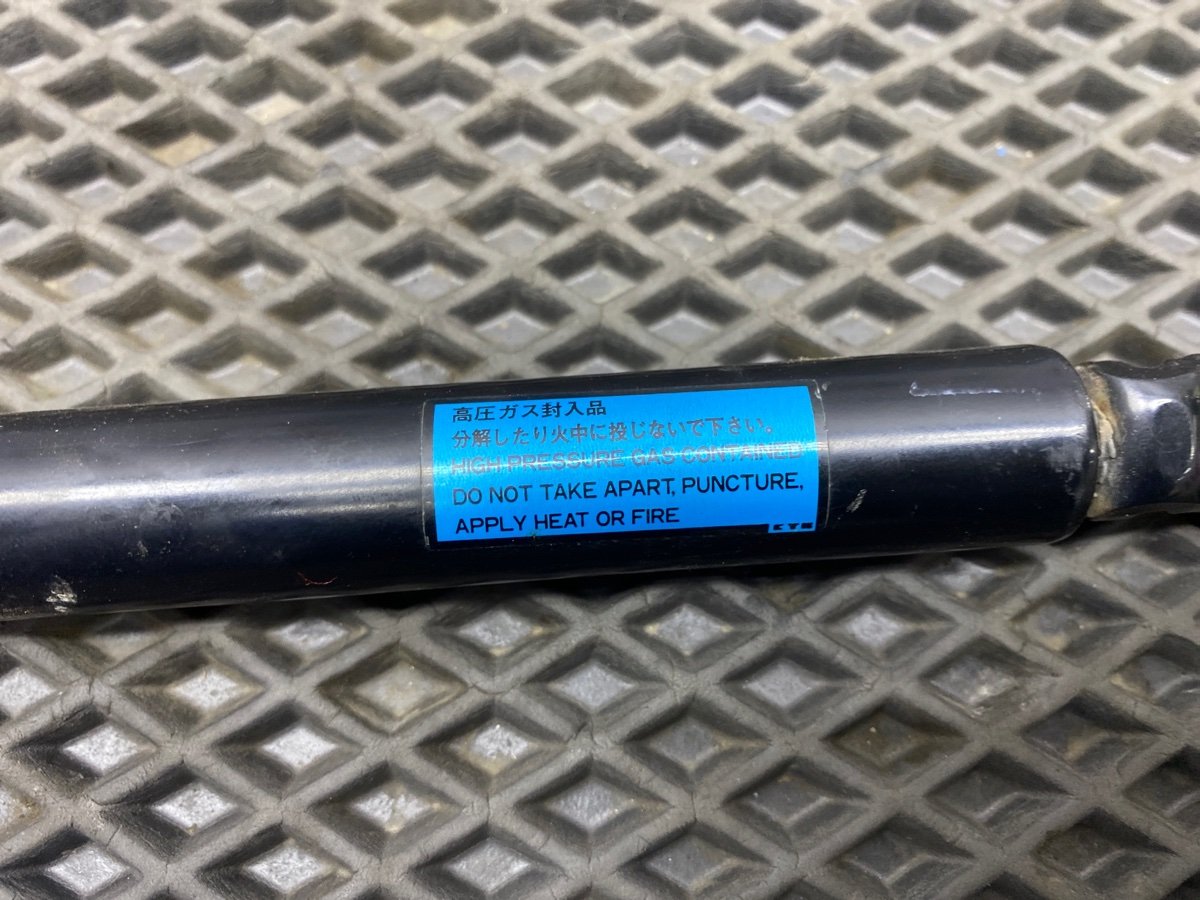 高圧ガス封入品
分解したり火中に投じないで下さい。
HIGH PRESSURE GAS CONTAINED
DO NOT TAKE APART, PUNCTURE,
APPLY HEAT OR FIRE
KYB